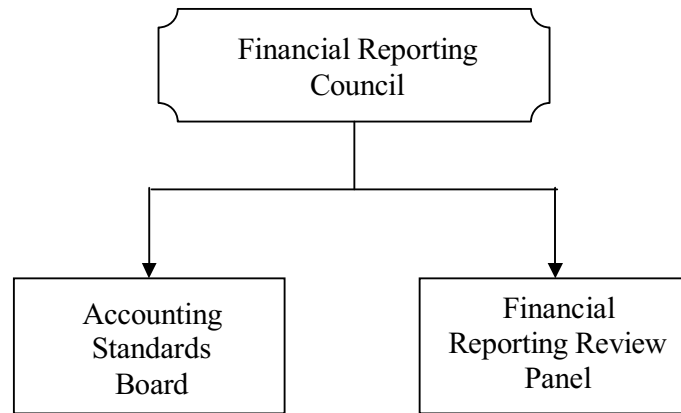 Financial Reporting
Council
Accounting
Standards
Board
Financial
Reporting Review
Panel